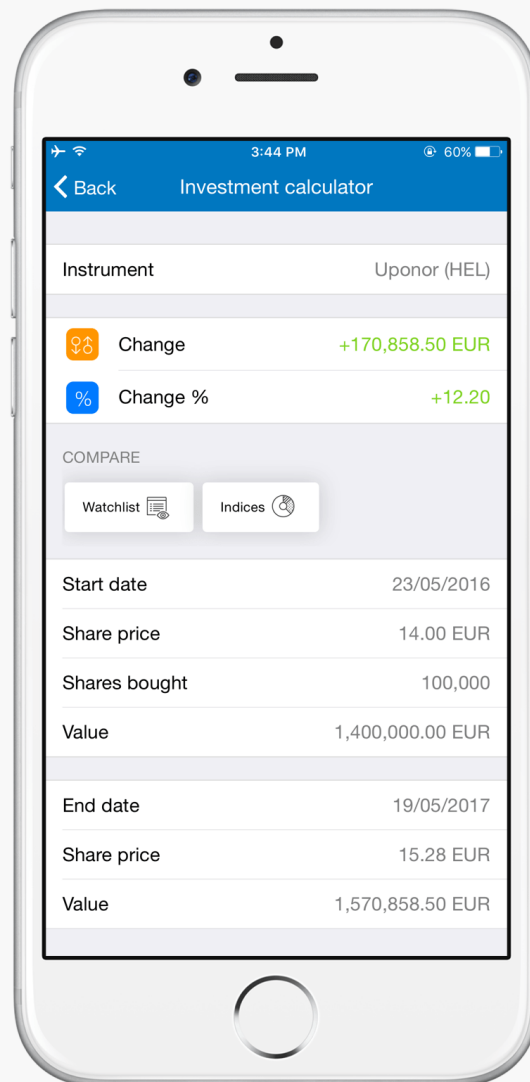 3:44 PM 60%
Back Investment calculator
Instrument Uponor (HEL)
Change +170,858.50 EUR
% Change % +12.20
COMPARE
Watchlist Indices
Start date 23/05/2016
Share price 14.00 EUR
Shares bought 100,000
Value 1,400,000.00 EUR
End date 19/05/2017
Share price 15.28 EUR
Value 1,570,858.50 EUR